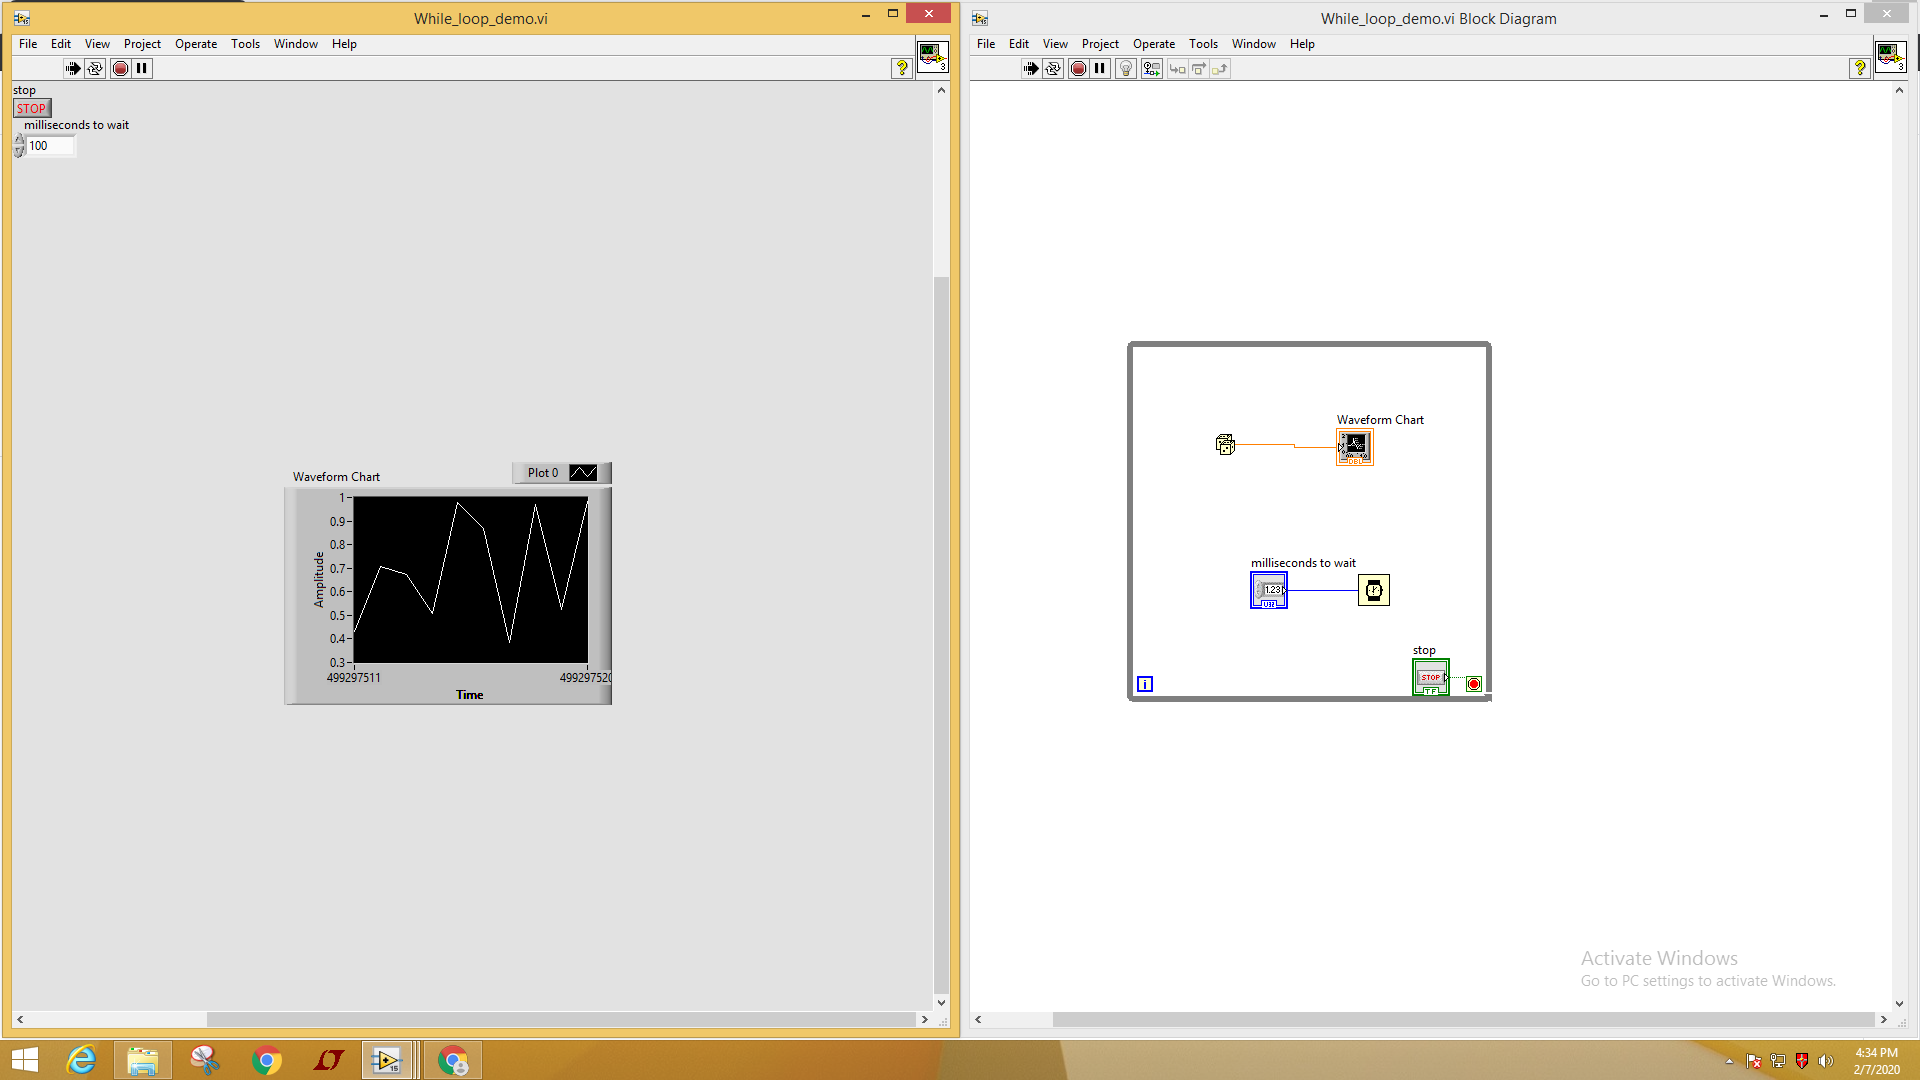 While_loop_demo.vi
File Edit View Project Operate Tools Window Help
?
3
stop
STOP
milliseconds to wait
100
Waveform Chart
Plot 0
1
0.9
0.8
0.7
0.6
0.5
0.4
0.3
Amplitude
499297511
49929752
Time
While_loop_demo.vi Block Diagram
File Edit View Project Operate Tools Window Help
?
3
Waveform Chart
DBL
milliseconds to wait
1.23
U32
stop
STOP
TF
i
Activate Windows
Go to PC settings to activate Windows.
15
4:34 PM
2/7/2020